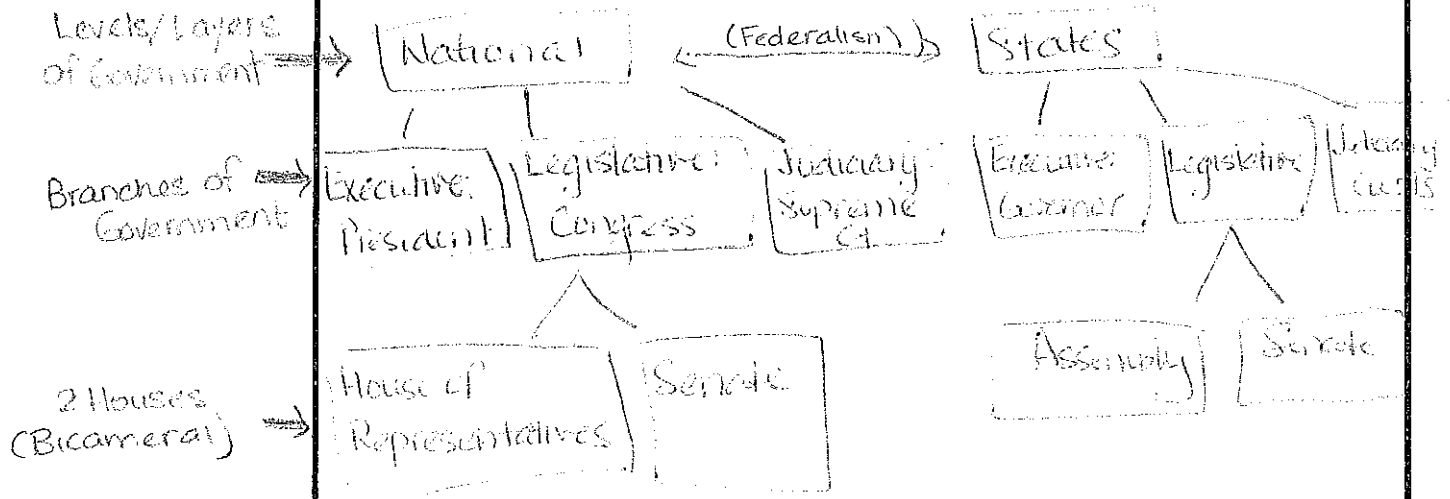 Levels/Layers
of Government
National
(Federalism)
States
Branches of
Government
Executive:
President
Legislative:
Congress
Judiciary:
Supreme
Ct
Executive:
Governor
Legislative
Judiciary
Courts
2 Houses
(Bicameral)
House of
Representatives
Senate
Assembly
Senate